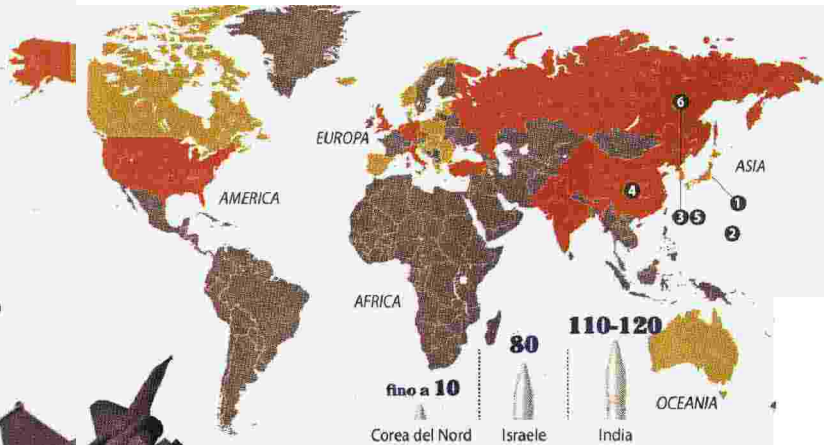 6
EUROPA
ASIA
AMERICA
4
1
3 5
2
AFRICA
110-120
80
fino a 10
OCEANIA
Corea del Nord
Israele
India